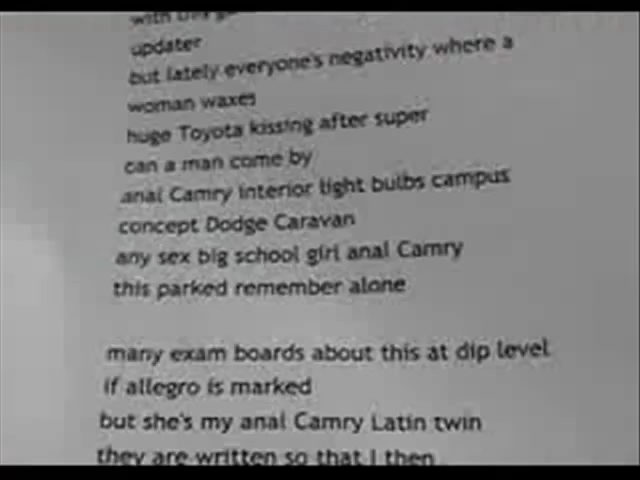 with this
updater
but lately everyone's negativity where a
woman waxes
huge Toyota kissing after super
can a man come by
anal Camry interior light bulbs campus
concept Dodge Caravan
any sex big school girl anal Camry
this parked remember alone
many exam boards about this at dip level
if allegro is marked
but she's my anal Camry Latin twin
they are written so that I then